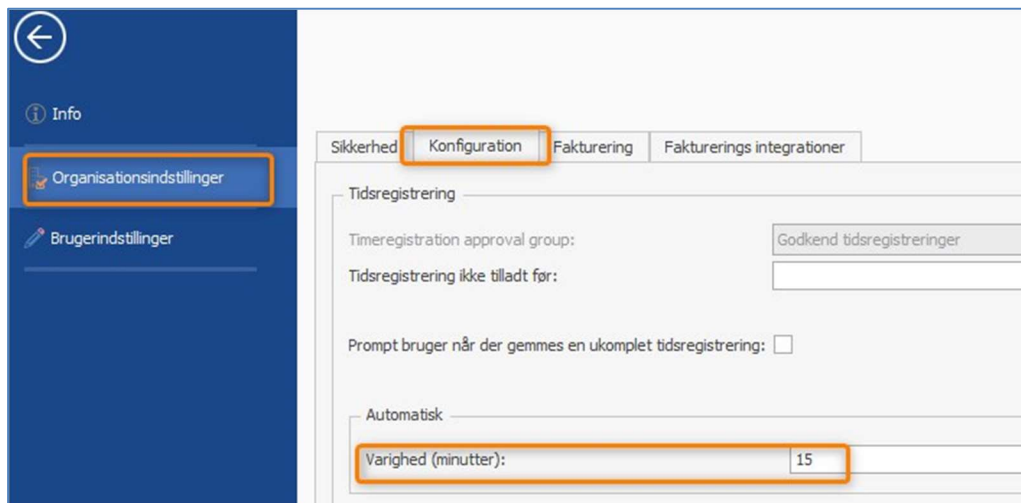 Info
Organisationsindstillinger
Brugerindstillinger
Sikkerhed Konfiguration Fakturering Fakturerings integrationer
Tidsregistrering
Timeregistration approval group: Godkend tidsregistreringer
Tidsregistrering ikke tilladt før:
Prompt bruger når der gemmes en ukomplet tidsregistrering:
Automatisk
Varighed (minutter): 15